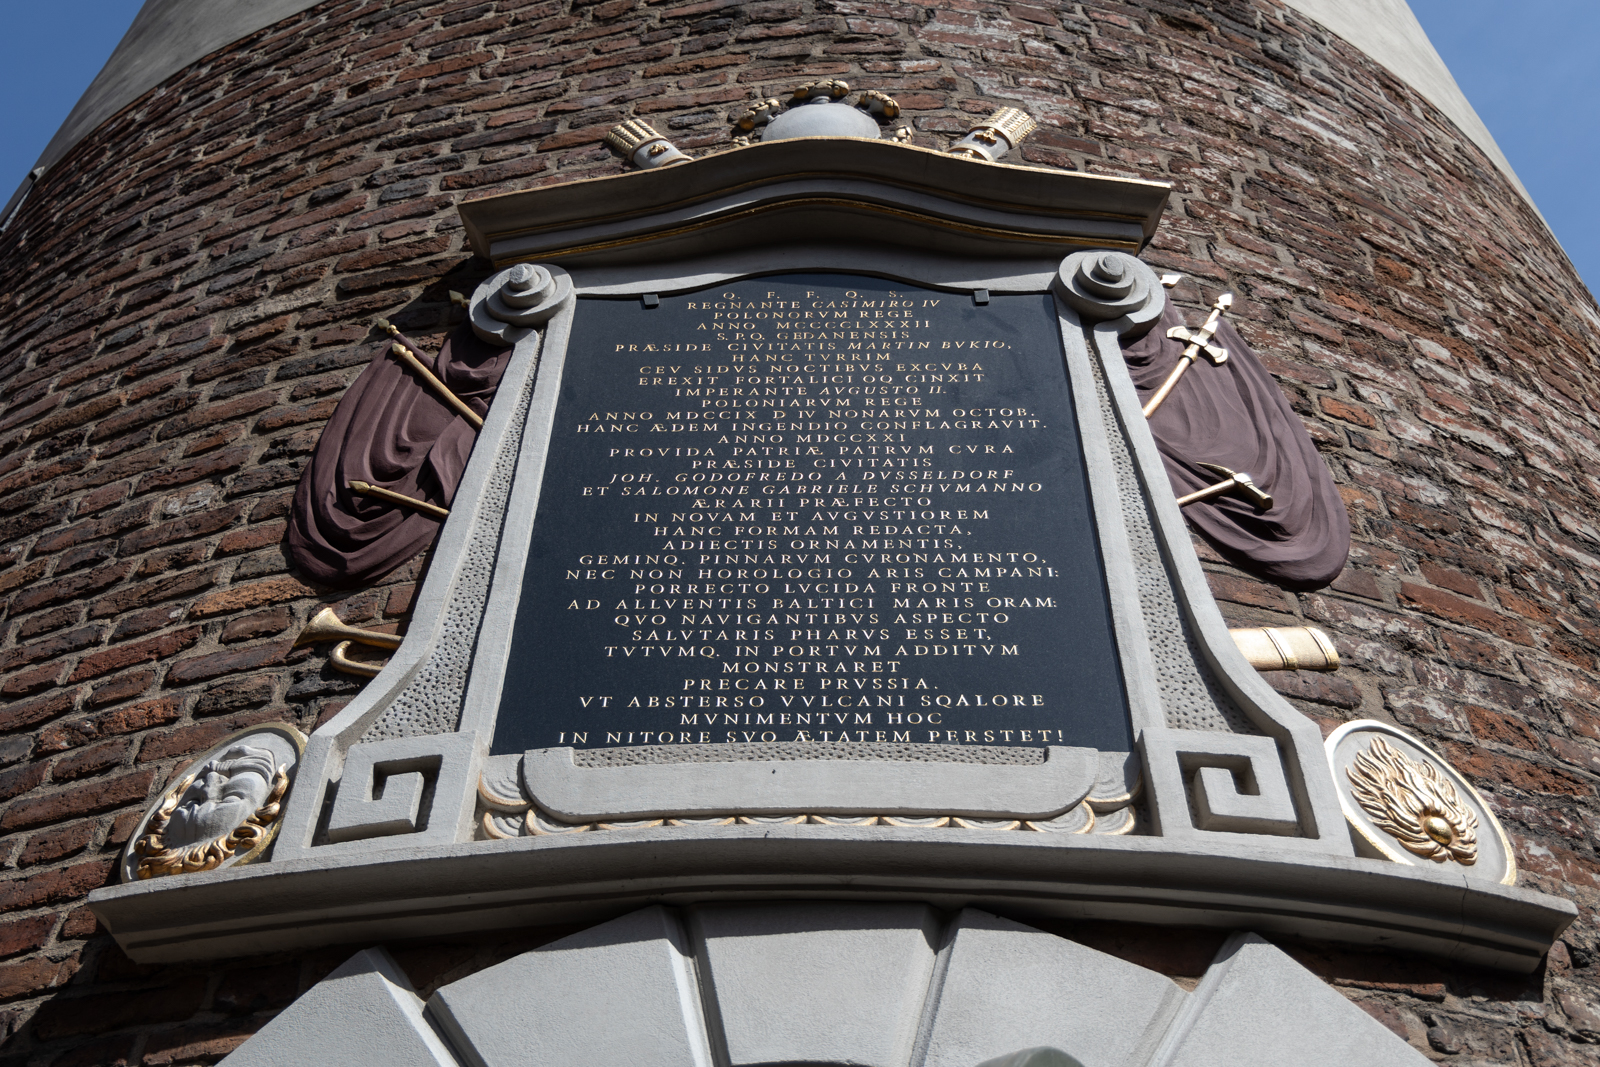 Q. F. F. Q. S.
REGNANTE CASIMIRO IV
POLONORVM REGE
ANNO MCCCCLXXXII
S.P.Q. GEDANENSIS
PRÆSIDE CIVITATIS MARTIN BVKIO,
HANC TVRRIM
CEV SIDVS NOCTIBVS EXCVBA
EREXIT FORTALICI OQ CINXIT
IMPERANTE AVGUSTO II.
POLONIARVM REGE
ANNO MDCCIX D IV NONARVM OCTOB.
HANC ÆDEM INGENDIO CONFLAGRAVIT.
ANNO MDCCXXI
PROVIDA PATRIÆ PATRVM CVRA
PRÆSIDE CIVITATIS
JOH. GODOFREDO A DVSSELDORF
ET SALOMONE GABRIELE SCHVMANNO
ÆRARII PRÆFECTO
IN NOVAM ET AVGVSTIOREM
HANC FORMAM REDACTA,
ADIECTIS ORNAMENTIS,
GEMINQ. PINNARVM CVRONAMENTO,
NEC NON HOROLOGIO ARIS CAMPANI:
PORRECTO LVCIDA FRONTE
AD ALLVENTIS BALTICI MARIS ORAM:
QVO NAVIGANTIBVS ASPECTO
SALVTARIS PHARVS ESSET,
TVTVMQ. IN PORTVM ADDITVM
MONSTRARET
PRECARE PRVSSIA.
VT ABSTERSO VVLCANI SQALORE
MVNIMENTVM HOC
IN NITORE SVO ÆTATEM PERSTET!